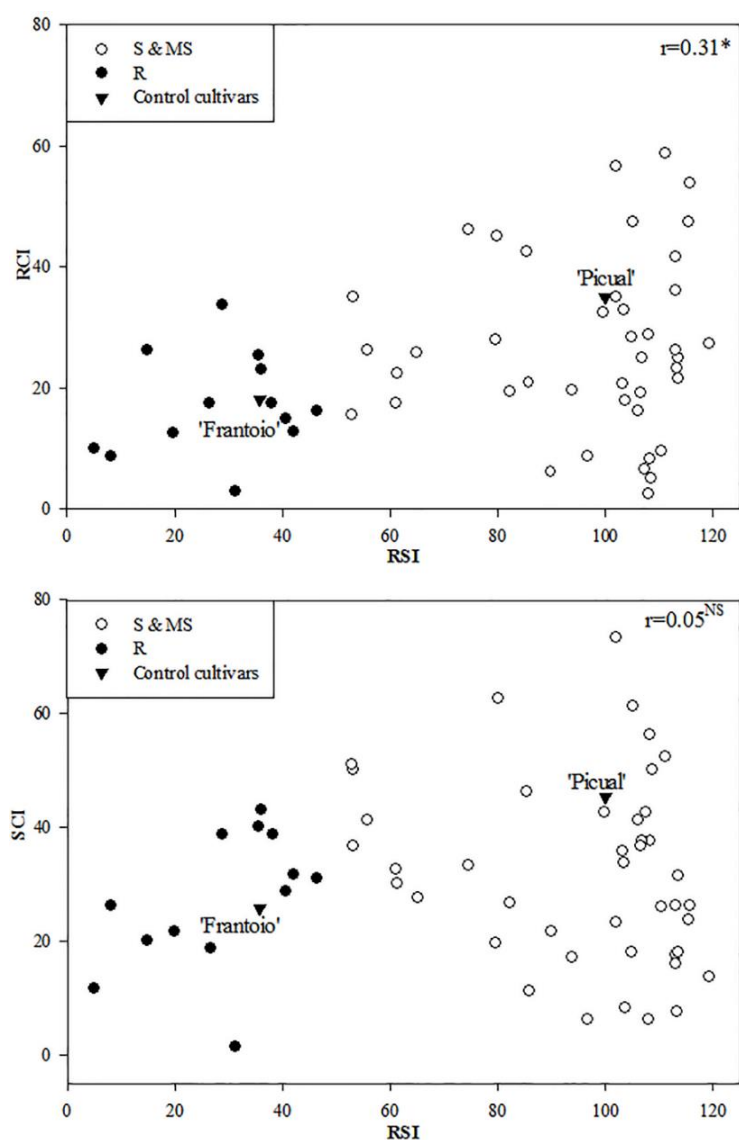 80
S & MS
R
Control cultivars
r=0.31*
60
RCI
40
'Picual'
20
'Frantoio'
0
0 20 40 60 80 100 120
RSI
80
S & MS
R
Control cultivars
r=0.05NS
60
'Picual'
SCI
40
'Frantoio'
20
0
0 20 40 60 80 100 120
RSI